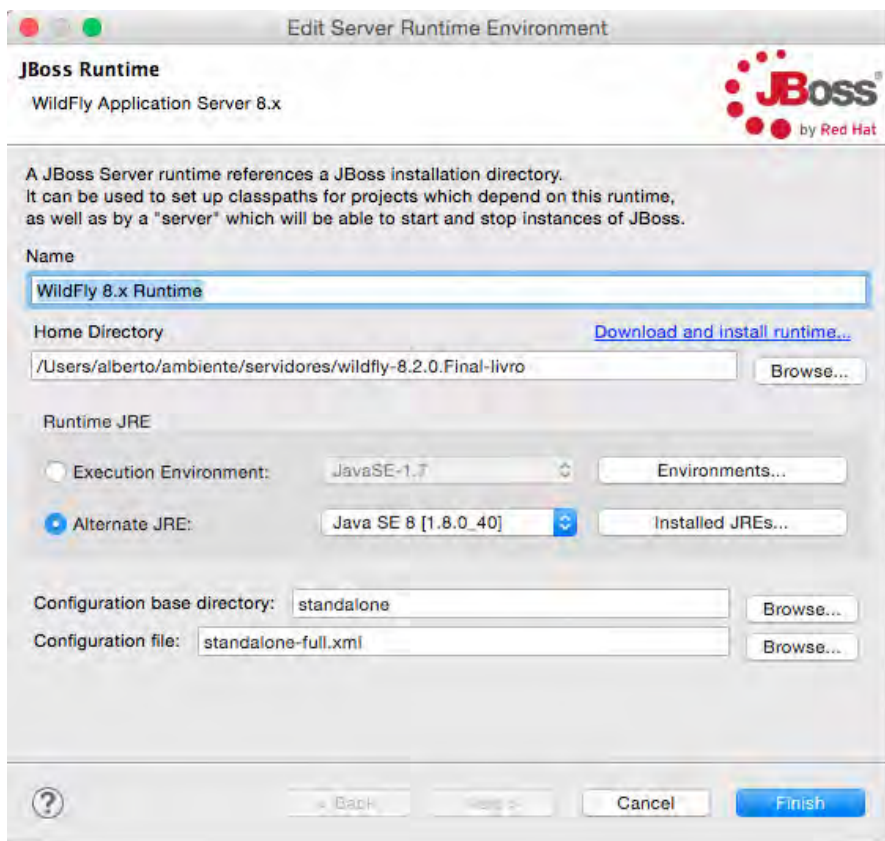 Edit Server Runtime Environment
JBoss Runtime
WildFly Application Server 8.x
JBoss
by Red Hat
A JBoss Server runtime references a JBoss installation directory.
It can be used to set up classpaths for projects which depend on this runtime,
as well as by a "server" which will be able to start and stop instances of JBoss.
Name
WildFly 8.x Runtime
Home Directory Download and install runtime...
/Users/alberto/ambiente/servidores/wildfly-8.2.0.Final-livro Browse...
Runtime JRE
Execution Environment: JavaSE-1.7 Environments...
Alternate JRE: Java SE 8 [1.8.0_40] Installed JREs...
Configuration base directory: standalone Browse...
Configuration file: standalone-full.xml Browse...
? < Back Next > Cancel Finish